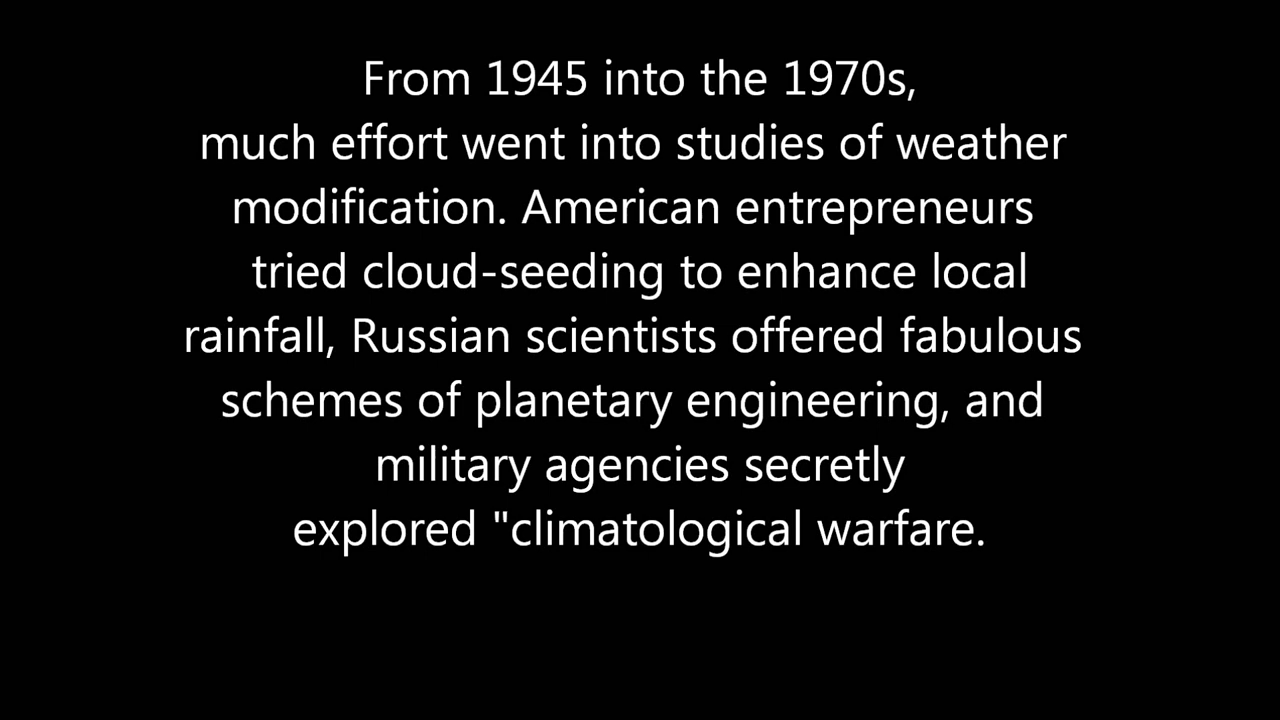 From 1945 into the 1970s,
much effort went into studies of weather
modification. American entrepreneurs
tried cloud-seeding to enhance local
rainfall, Russian scientists offered fabulous
schemes of planetary engineering, and
military agencies secretly
explored "climatological warfare.